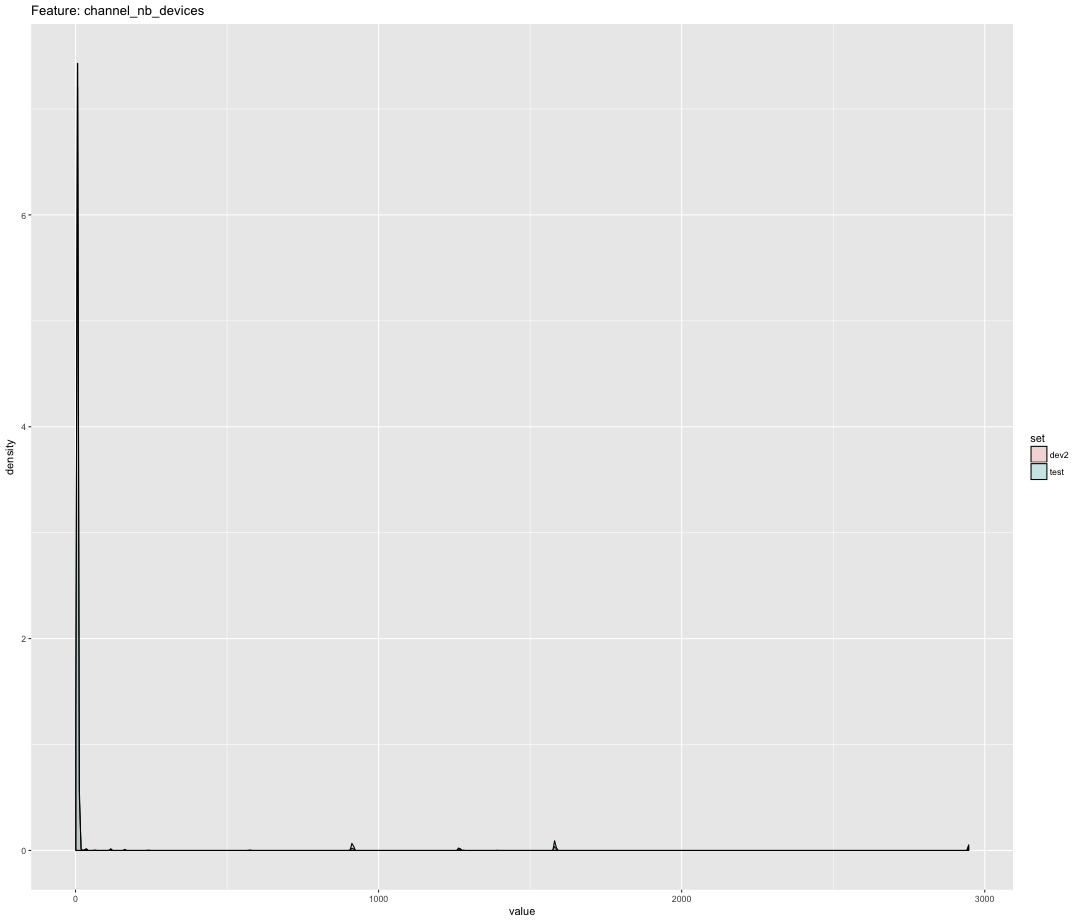 Feature: channel_nb_devices
density
6
4
2
0
0
1000
2000
3000
value
set
dev2
test